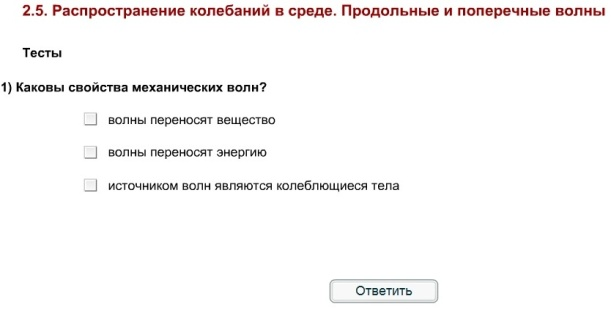 2.5. Распространение колебаний в среде. Продольные и поперечные волны
Тесты
1) Каковы свойства механических волн?
волны переносят вещество
волны переносят энергию
источником волн являются колеблющиеся тела
Ответить